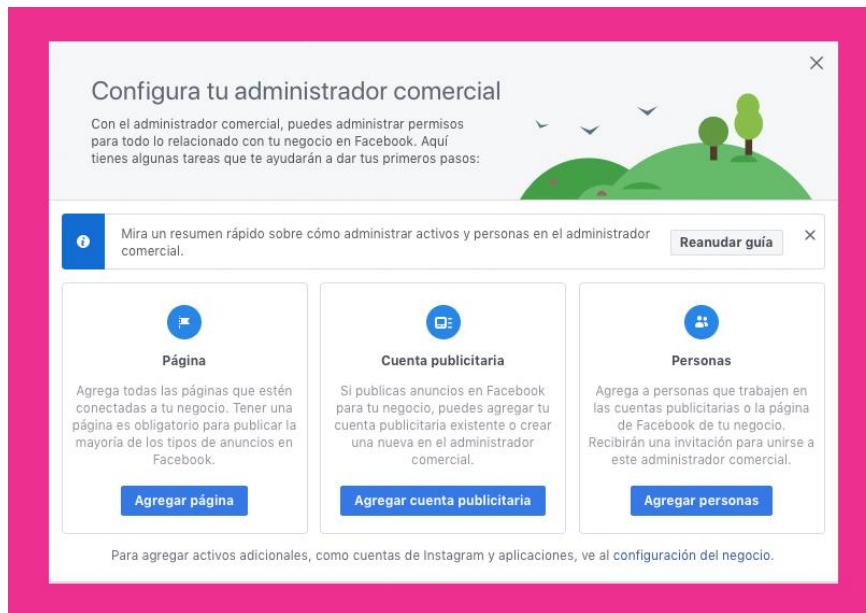 Configura tu administrador comercial
Con el administrador comercial, puedes administrar permisos
para todo lo relacionado con tu negocio en Facebook. Aquí
tienes algunas tareas que te ayudarán a dar tus primeros pasos:
Mira un resumen rápido sobre cómo administrar activos y personas en el administrador
comercial.
Reanudar guía
Página
Agrega todas las páginas que estén
conectadas a tu negocio. Tener una
página es obligatorio para publicar la
mayoría de los tipos de anuncios en
Facebook.
Agregar página
Cuenta publicitaria
Si publicas anuncios en Facebook
para tu negocio, puedes agregar tu
cuenta publicitaria existente o crear
una nueva en el administrador
comercial.
Agregar cuenta publicitaria
Personas
Agrega a personas que trabajen en
las cuentas publicitarias o la página
de Facebook de tu negocio.
Recibirán una invitación para unirse a
este administrador comercial.
Agregar personas
Para agregar activos adicionales, como cuentas de Instagram y aplicaciones, ve al configuración del negocio.